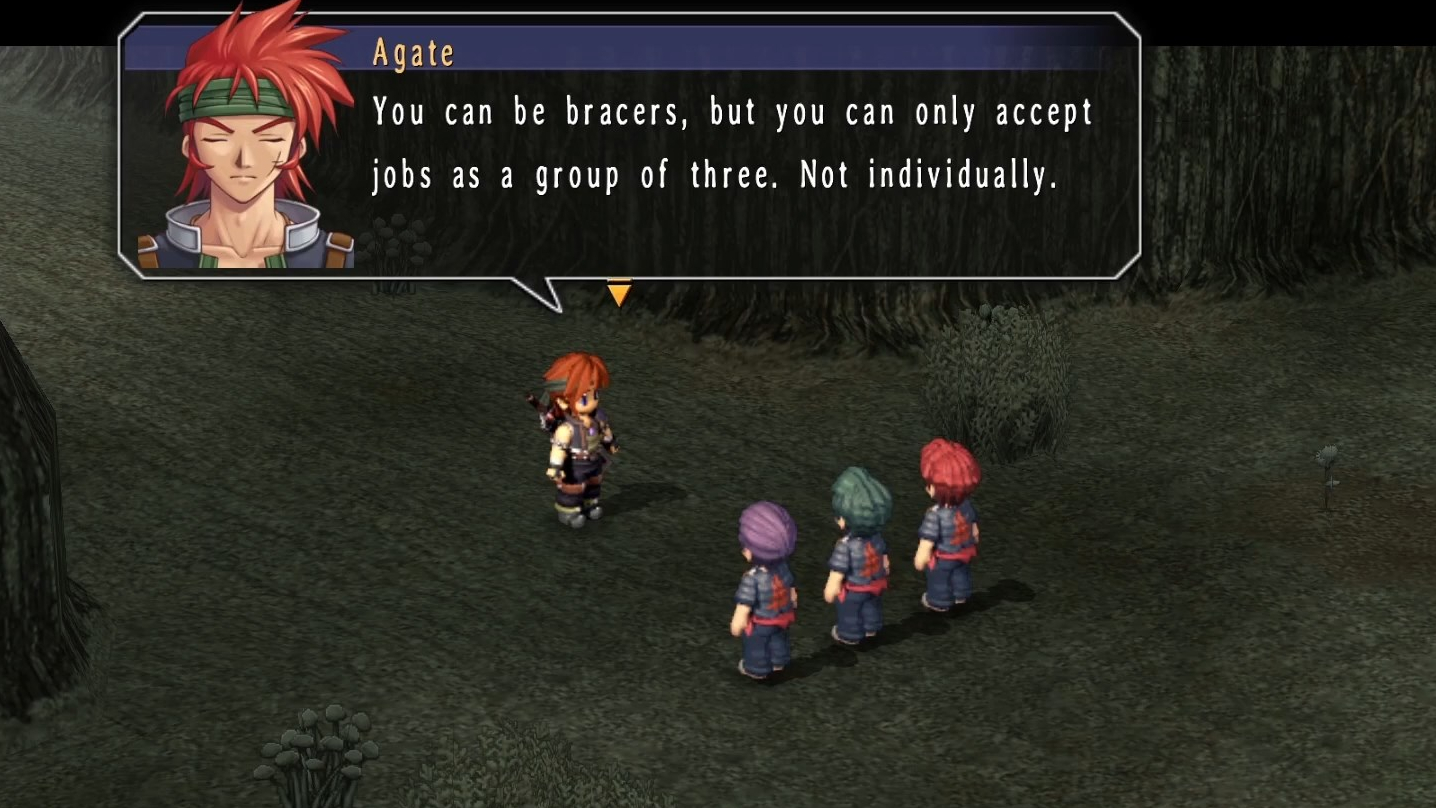 Agate
You can be bracers, but you can only accept
jobs as a group of three. Not individually.